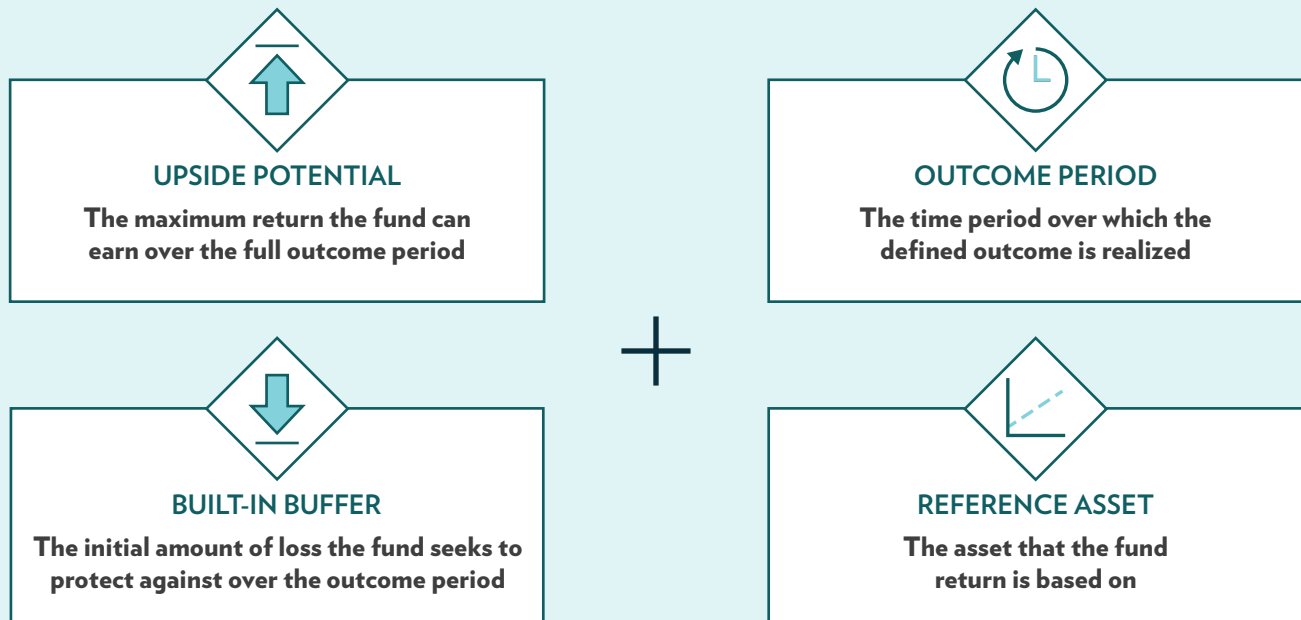 UPSIDE POTENTIAL
The maximum return the fund can
earn over the full outcome period
OUTCOME PERIOD
The time period over which the
defined outcome is realized
BUILT-IN BUFFER
The initial amount of loss the fund seeks to
protect against over the outcome period
REFERENCE ASSET
The asset that the fund
return is based on